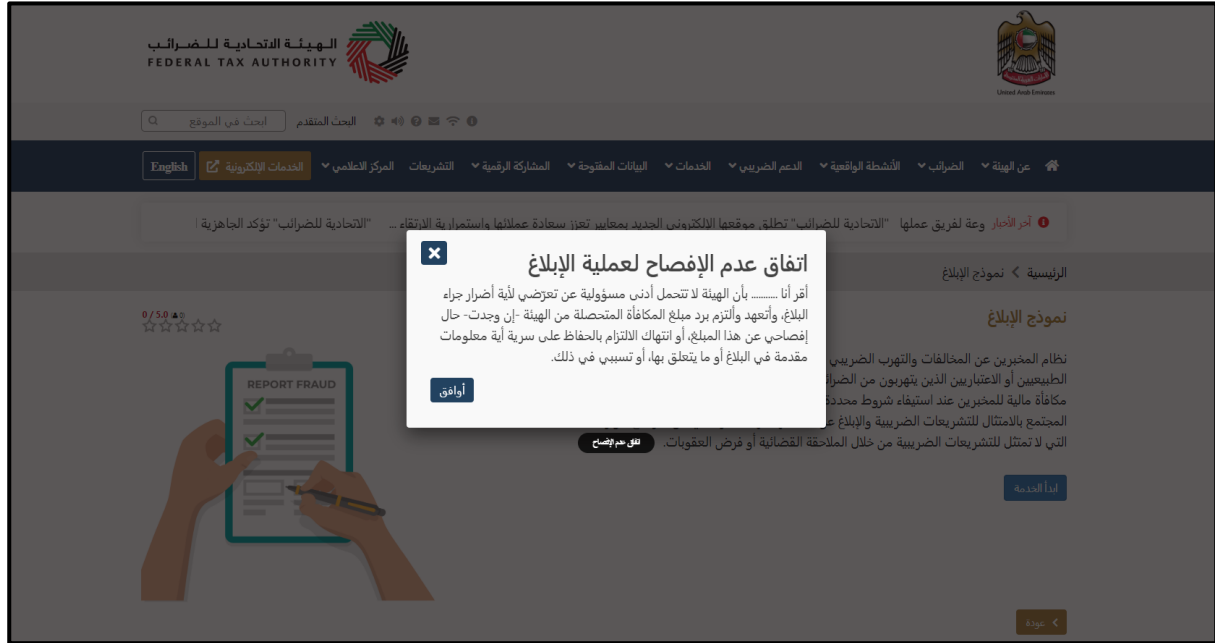 الهيئة الاتحادية للضرائب
FEDERAL TAX AUTHORITY
United Arab Emirates
البحث المتقدم
ابحث في الموقع
عن الهيئة
الضرائب
الأنشطة الواقعية
الدعم الضريبي
الخدمات
البيانات المفتوحة
المشاركة الرقمية
التشريعات
المركز الاعلامي
الخدمات الإلكترونية
English
آخر الأخبار
وعة لفريق عملها "الاتحادية للضرائب" تطلق موقعها الإلكتروني الجديد بمعايير تعزز سعادة عملائها واستمرارية الارتقاء ... "الاتحادية للضرائب" تؤكد الجاهزية ا
الرئيسية > نموذج الإبلاغ
اتفاق عدم الإفصاح لعملية الإبلاغ
أقر أنا .......... بأن الهيئة لا تتحمل أدنى مسؤولية عن تعرّضي لأية أضرار جراء
البلاغ، وأتعهد وألتزم برد مبلغ المكافأة المتحصلة من الهيئة -إن وجدت- حال
إفصاحي عن هذا المبلغ، أو انتهاك الالتزام بالحفاظ على سرية أية معلومات
مقدمة في البلاغ أو ما يتعلق بها، أو تسببي في ذلك.
أوافق
نموذج الإبلاغ
0 / 5.0
نظام المخبرين عن المخالفات والتهرب الضريبي
الطبيعيين أو الاعتباريين الذين يتهربون من الضرائ
مكافأة مالية للمخبرين عند استيفاء شروط محددة
المجتمع بالامتثال للتشريعات الضريبية والإبلاغ ع
التي لا تمتثل للتشريعات الضريبية من خلال الملاحقة القضائية أو فرض العقوبات.
تفاق عدم الإفصاح
ابدأ الخدمة
REPORT FRAUD
عودة